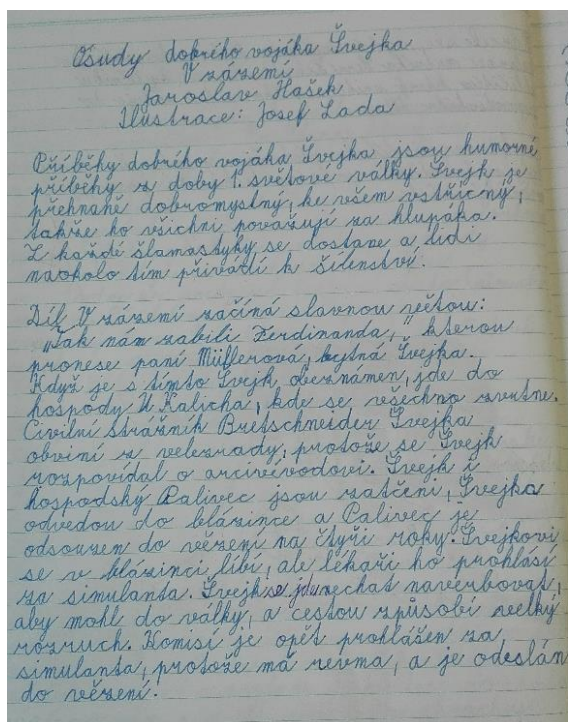 Osudy dobrého vojáka Švejka
V zázemí
Jaroslav Hašek
Ilustrace: Josef Lada
Příběhy dobrého vojáka Švejka jsou humorné
příběhy z doby 1. světové války. Švejk je
přehnaně dobromyslný, ke všem vstřícný,
takže ho všichni považují za hlupáka.
Z každé šlamastyky se dostane a lidi
naokolo tím přivádí k šílenství.
Díl V zázemí začíná slavnou větou:
„Tak nám zabili Ferdinanda," kterou
pronese paní Müllerová, bytná Švejka.
Když je s tímto Švejk obeznámen, jde do
hospody U Kalicha, kde se všechno zvrtne.
Civilní strážník Bretschneider Švejka
obviní z velezrady, protože se Švejk
rozpovídal o arcivévodovi. Švejk i
hospodský Palivec jsou zatčeni, Švejka
odvedou do blázince a Palivec je
odsouzen do vězení na čtyři roky. Švejkovi
se v blázinci líbí, ale lékaři ho prohlásí
za simulanta. Švejk se jde nechat naverbovat,
aby mohl do války, a cestou způsobí velký
rozruch. Komisí je opět prohlášen za
simulanta, protože má revma, a je odeslán
do vězení.